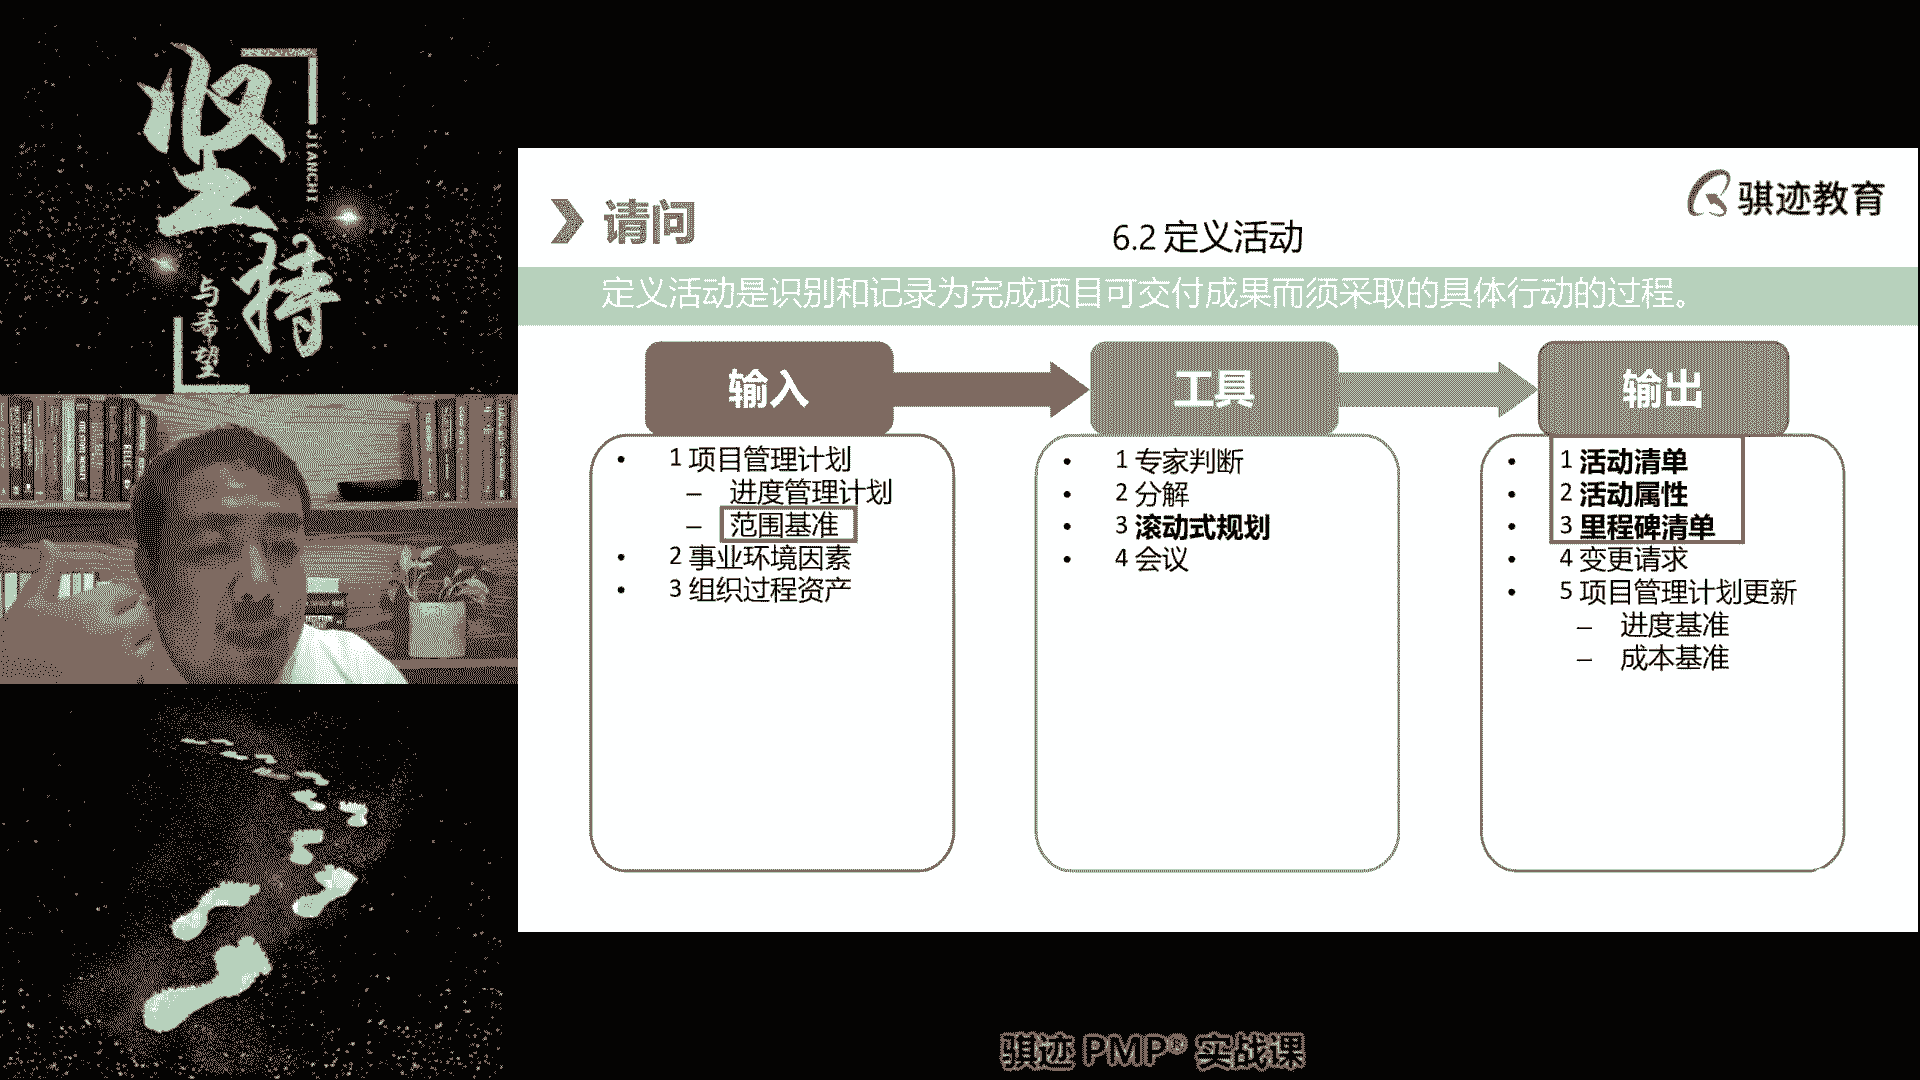 坚持
JIANCHI
与希望
请问
骐迹教育
6.2 定义活动
定义活动是识别和记录为完成项目可交付成果而须采取的具体行动的过程。
输入
• 1 项目管理计划
– 进度管理计划
– 范围基准
• 2 事业环境因素
• 3 组织过程资产
工具
• 1 专家判断
• 2 分解
• 3 滚动式规划
• 4 会议
输出
• 1 活动清单
• 2 活动属性
• 3 里程碑清单
• 4 变更请求
• 5 项目管理计划更新
– 进度基准
– 成本基准
骐迹 PMP® 实战课